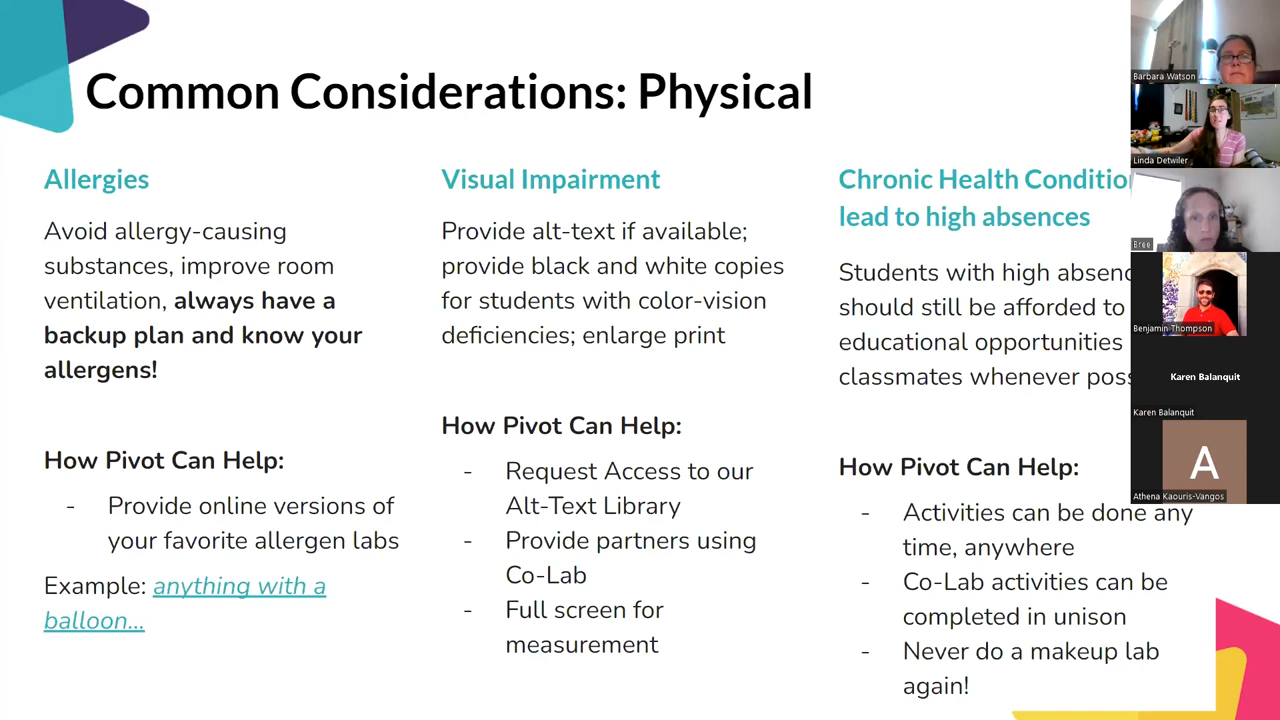 Common Considerations: Physical
Allergies
Avoid allergy-causing
substances, improve room
ventilation, always have a
backup plan and know your
allergens!
How Pivot Can Help:
- Provide online versions of
your favorite allergen labs
Example: anything with a
balloon...
Visual Impairment
Provide alt-text if available;
provide black and white copies
for students with color-vision
deficiencies; enlarge print
How Pivot Can Help:
- Request Access to our
Alt-Text Library
- Provide partners using
Co-Lab
- Full screen for
measurement
Chronic Health
lead to high absences
Students with high
should still be afforded to
educational opportunities
classmates whenever
How Pivot Can Help:
- Activities can be done any
time, anywhere
- Co-Lab activities can be
completed in unison
- Never do a makeup lab
again!
Barbara Watson
Linda Detwiler
Bree
Benjamin Thompson
Karen Balanquit
Karen Balanquit
A
Athena Kaouris-Vangos